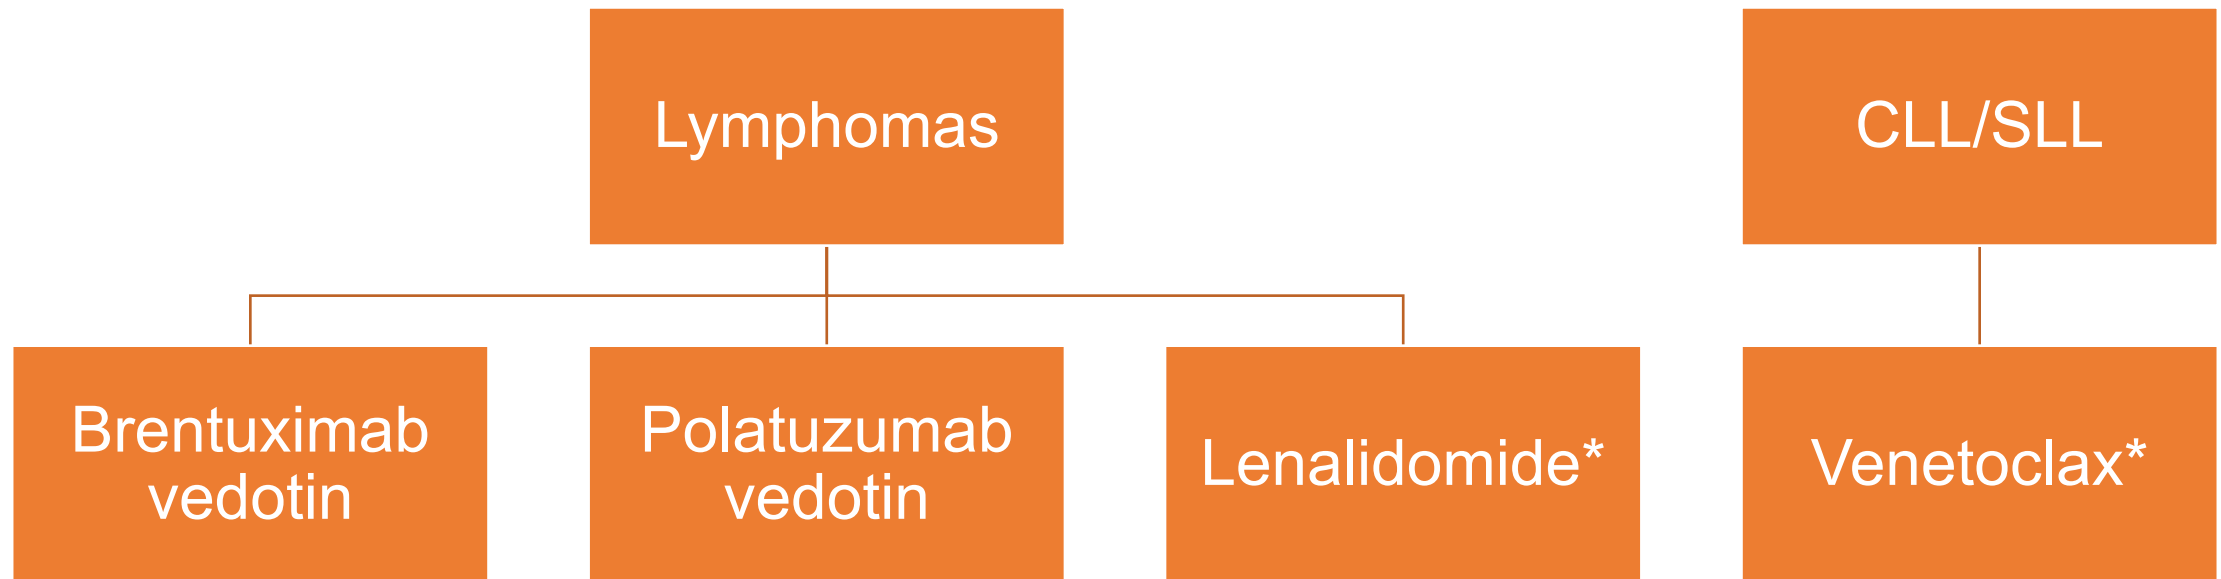 Lymphomas
CLL/SLL
Brentuximab
vedotin
Polatuzumab
vedotin
Lenalidomide*
Venetoclax*